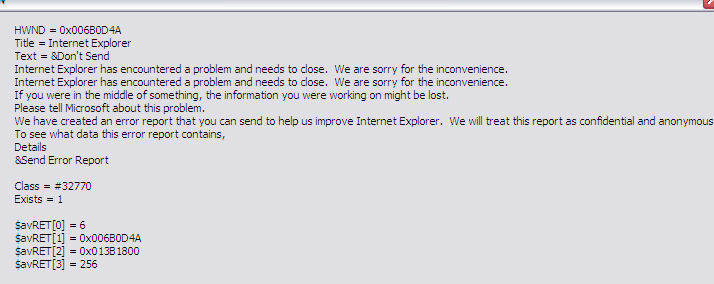 HWND = 0x006B0D4A
Title = Internet Explorer
Text = &Don't Send
Internet Explorer has encountered a problem and needs to close.  We are sorry for the inconvenience.
Internet Explorer has encountered a problem and needs to close.  We are sorry for the inconvenience.
If you were in the middle of something, the information you were working on might be lost.
Please tell Microsoft about this problem.
We have created an error report that you can send to help us improve Internet Explorer.  We will treat this report as confidential and anonymous
To see what data this error report contains,
Details
&Send Error Report
Class = #32770
Exists = 1
$avRET[0] = 6
$avRET[1] = 0x006B0D4A
$avRET[2] = 0x013B1800
$avRET[3] = 256